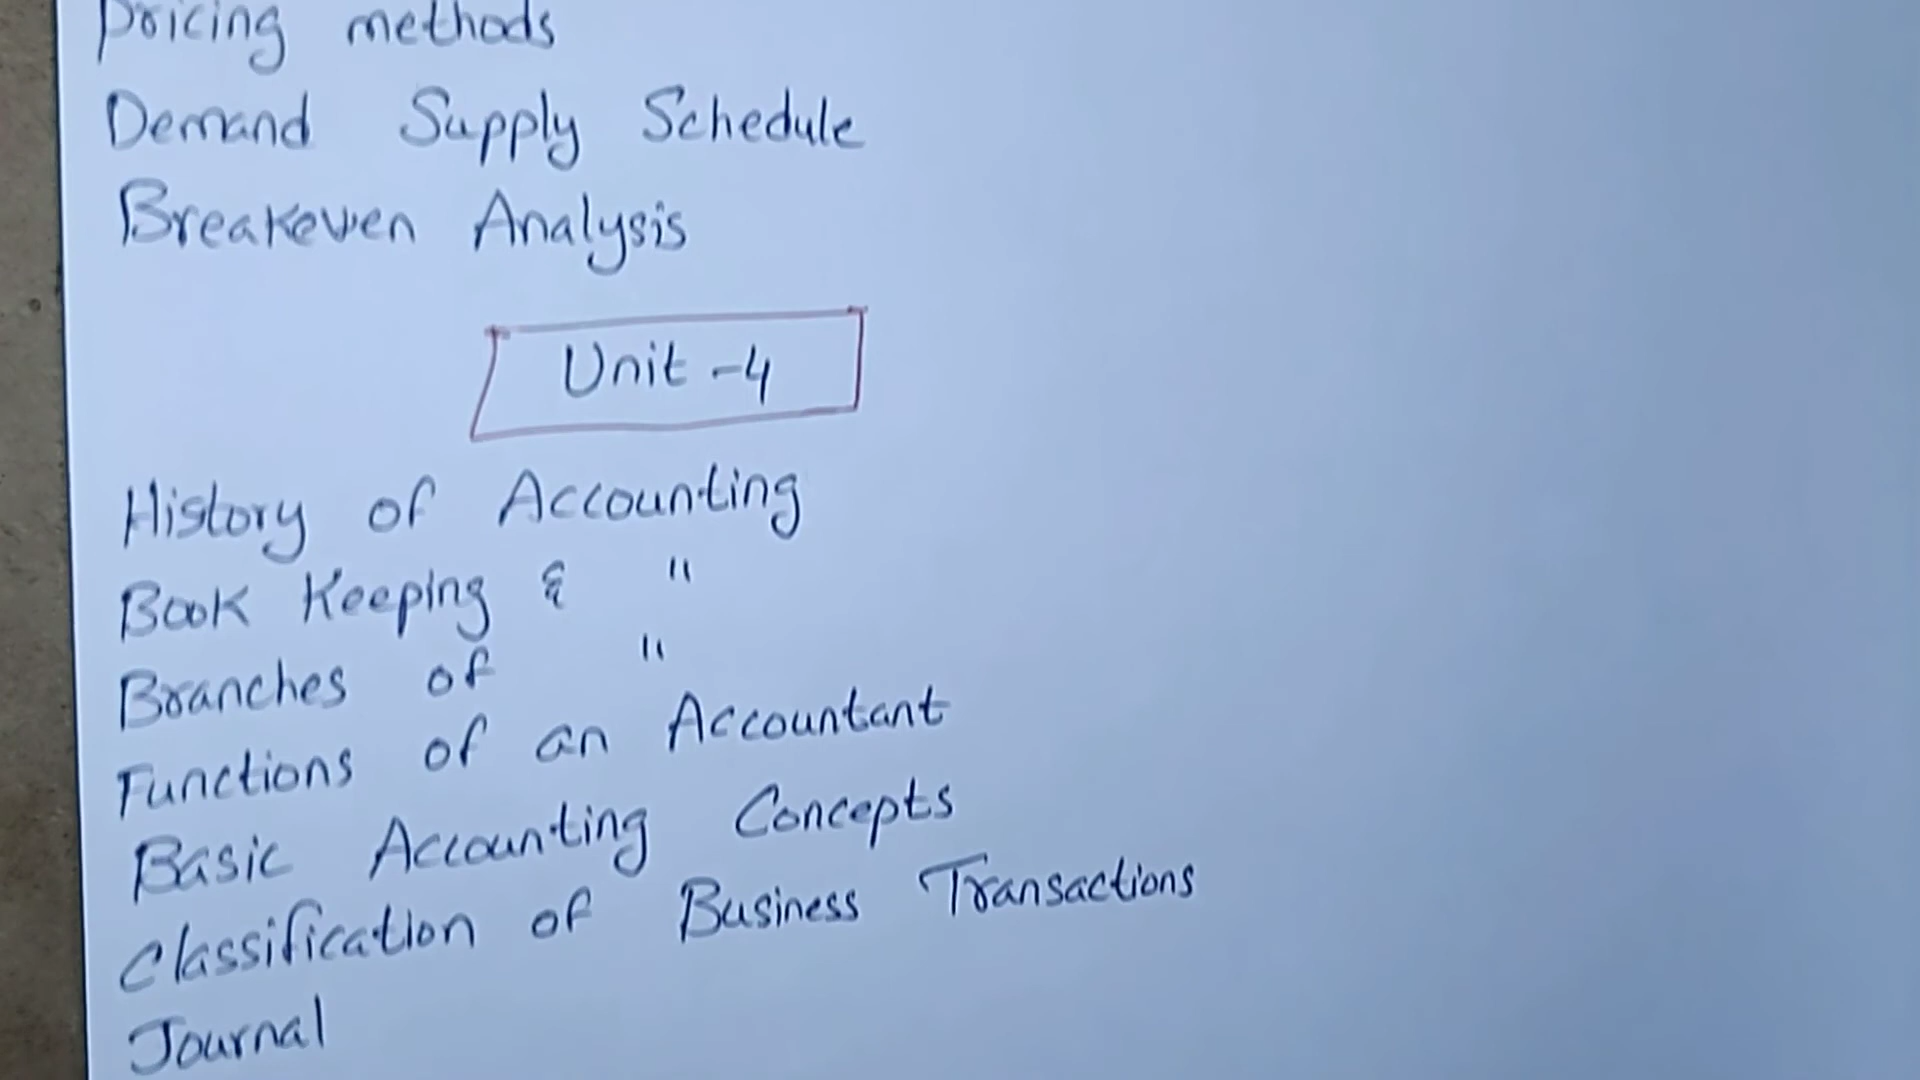 Pricing methods
Demand Supply Schedule
Breakeven Analysis
Unit -4
History of Accounting
Book Keeping & "
Branches of "
Functions of an Accountant
Basic Accounting Concepts
Classification of Business Transactions
Journal